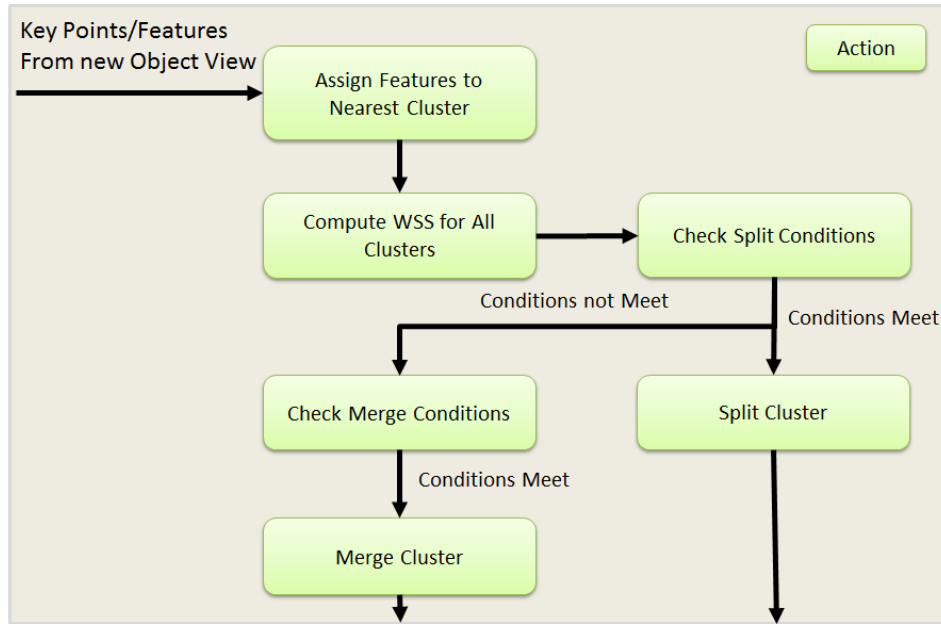 Key Points/Features
From new Object View
Action
Assign Features to
Nearest Cluster
Compute WSS for All
Clusters
Check Split Conditions
Conditions not Meet
Conditions Meet
Check Merge Conditions
Split Cluster
Conditions Meet
Merge Cluster